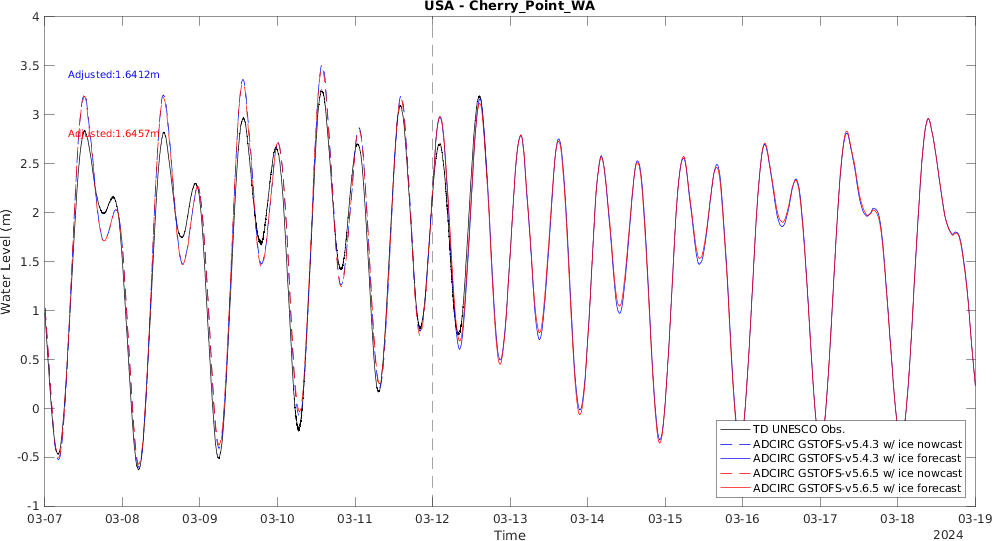 USA - Cherry_Point_WA
4
3.5
3
2.5
2
1.5
1
0.5
0
-0.5
-1
Water Level (m)
Adjusted:1.6412m
Adjusted:1.6457m
TD UNESCO Obs.
ADCIRC GSTOFS-v5.4.3 w/ ice nowcast
ADCIRC GSTOFS-v5.4.3 w/ ice forecast
ADCIRC GSTOFS-v5.6.5 w/ ice nowcast
ADCIRC GSTOFS-v5.6.5 w/ ice forecast
03-07 03-08 03-09 03-10 03-11 03-12 03-13 03-14 03-15 03-16 03-17 03-18 03-19
Time
2024